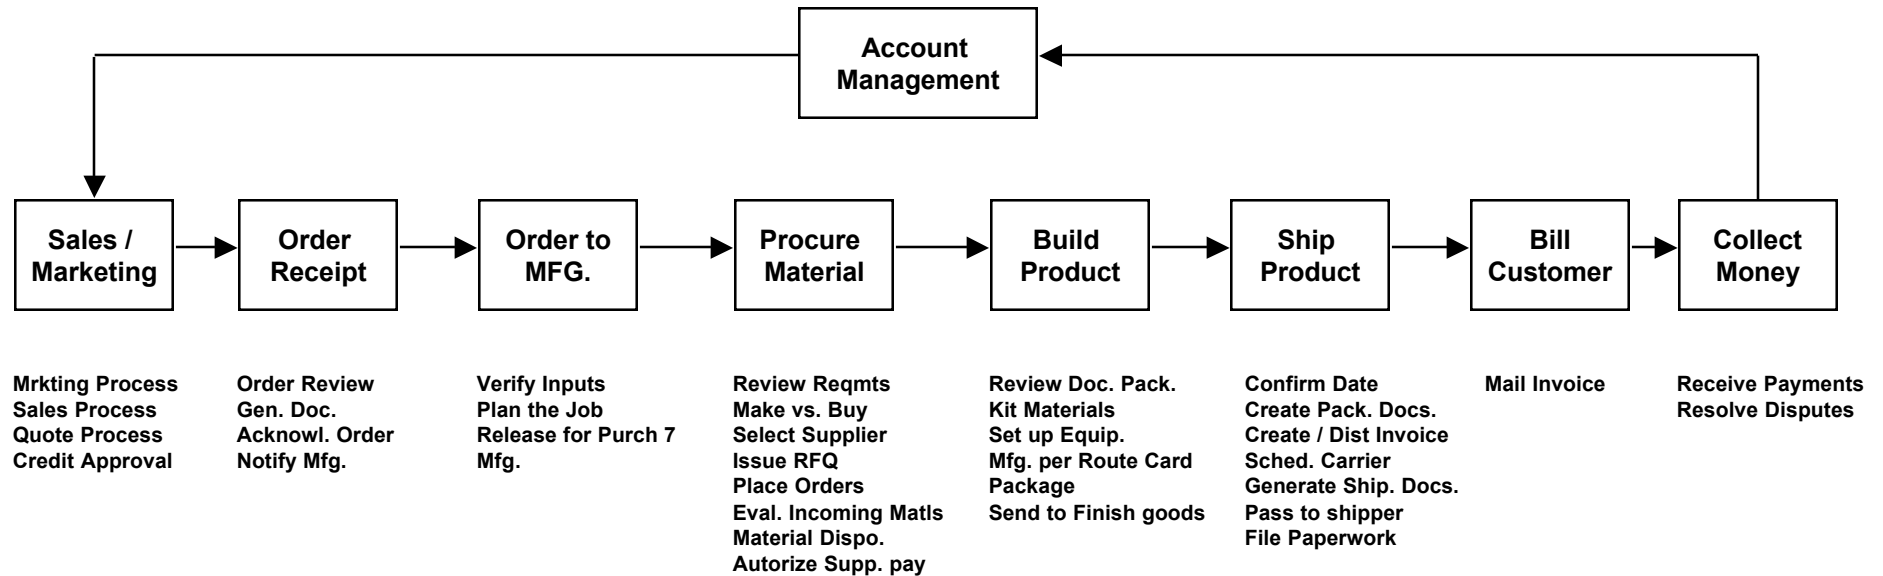 Account
Management
Sales /
Marketing
Order
Receipt
Order to
MFG.
Procure
Material
Build
Product
Ship
Product
Bill
Customer
Collect
Money
Mrkting Process
Sales Process
Quote Process
Credit Approval
Order Review
Gen. Doc.
Acknowl. Order
Notify Mfg.
Verify Inputs
Plan the Job
Release for Purch 7
Mfg.
Review Reqmts
Make vs. Buy
Select Supplier
Issue RFQ
Place Orders
Eval. Incoming Matls
Material Dispo.
Autorize Supp. pay
Review Doc. Pack.
Kit Materials
Set up Equip.
Mfg. per Route Card
Package
Send to Finish goods
Confirm Date
Create Pack. Docs.
Create / Dist Invoice
Sched. Carrier
Generate Ship. Docs.
Pass to shipper
File Paperwork
Mail Invoice
Receive Payments
Resolve Disputes